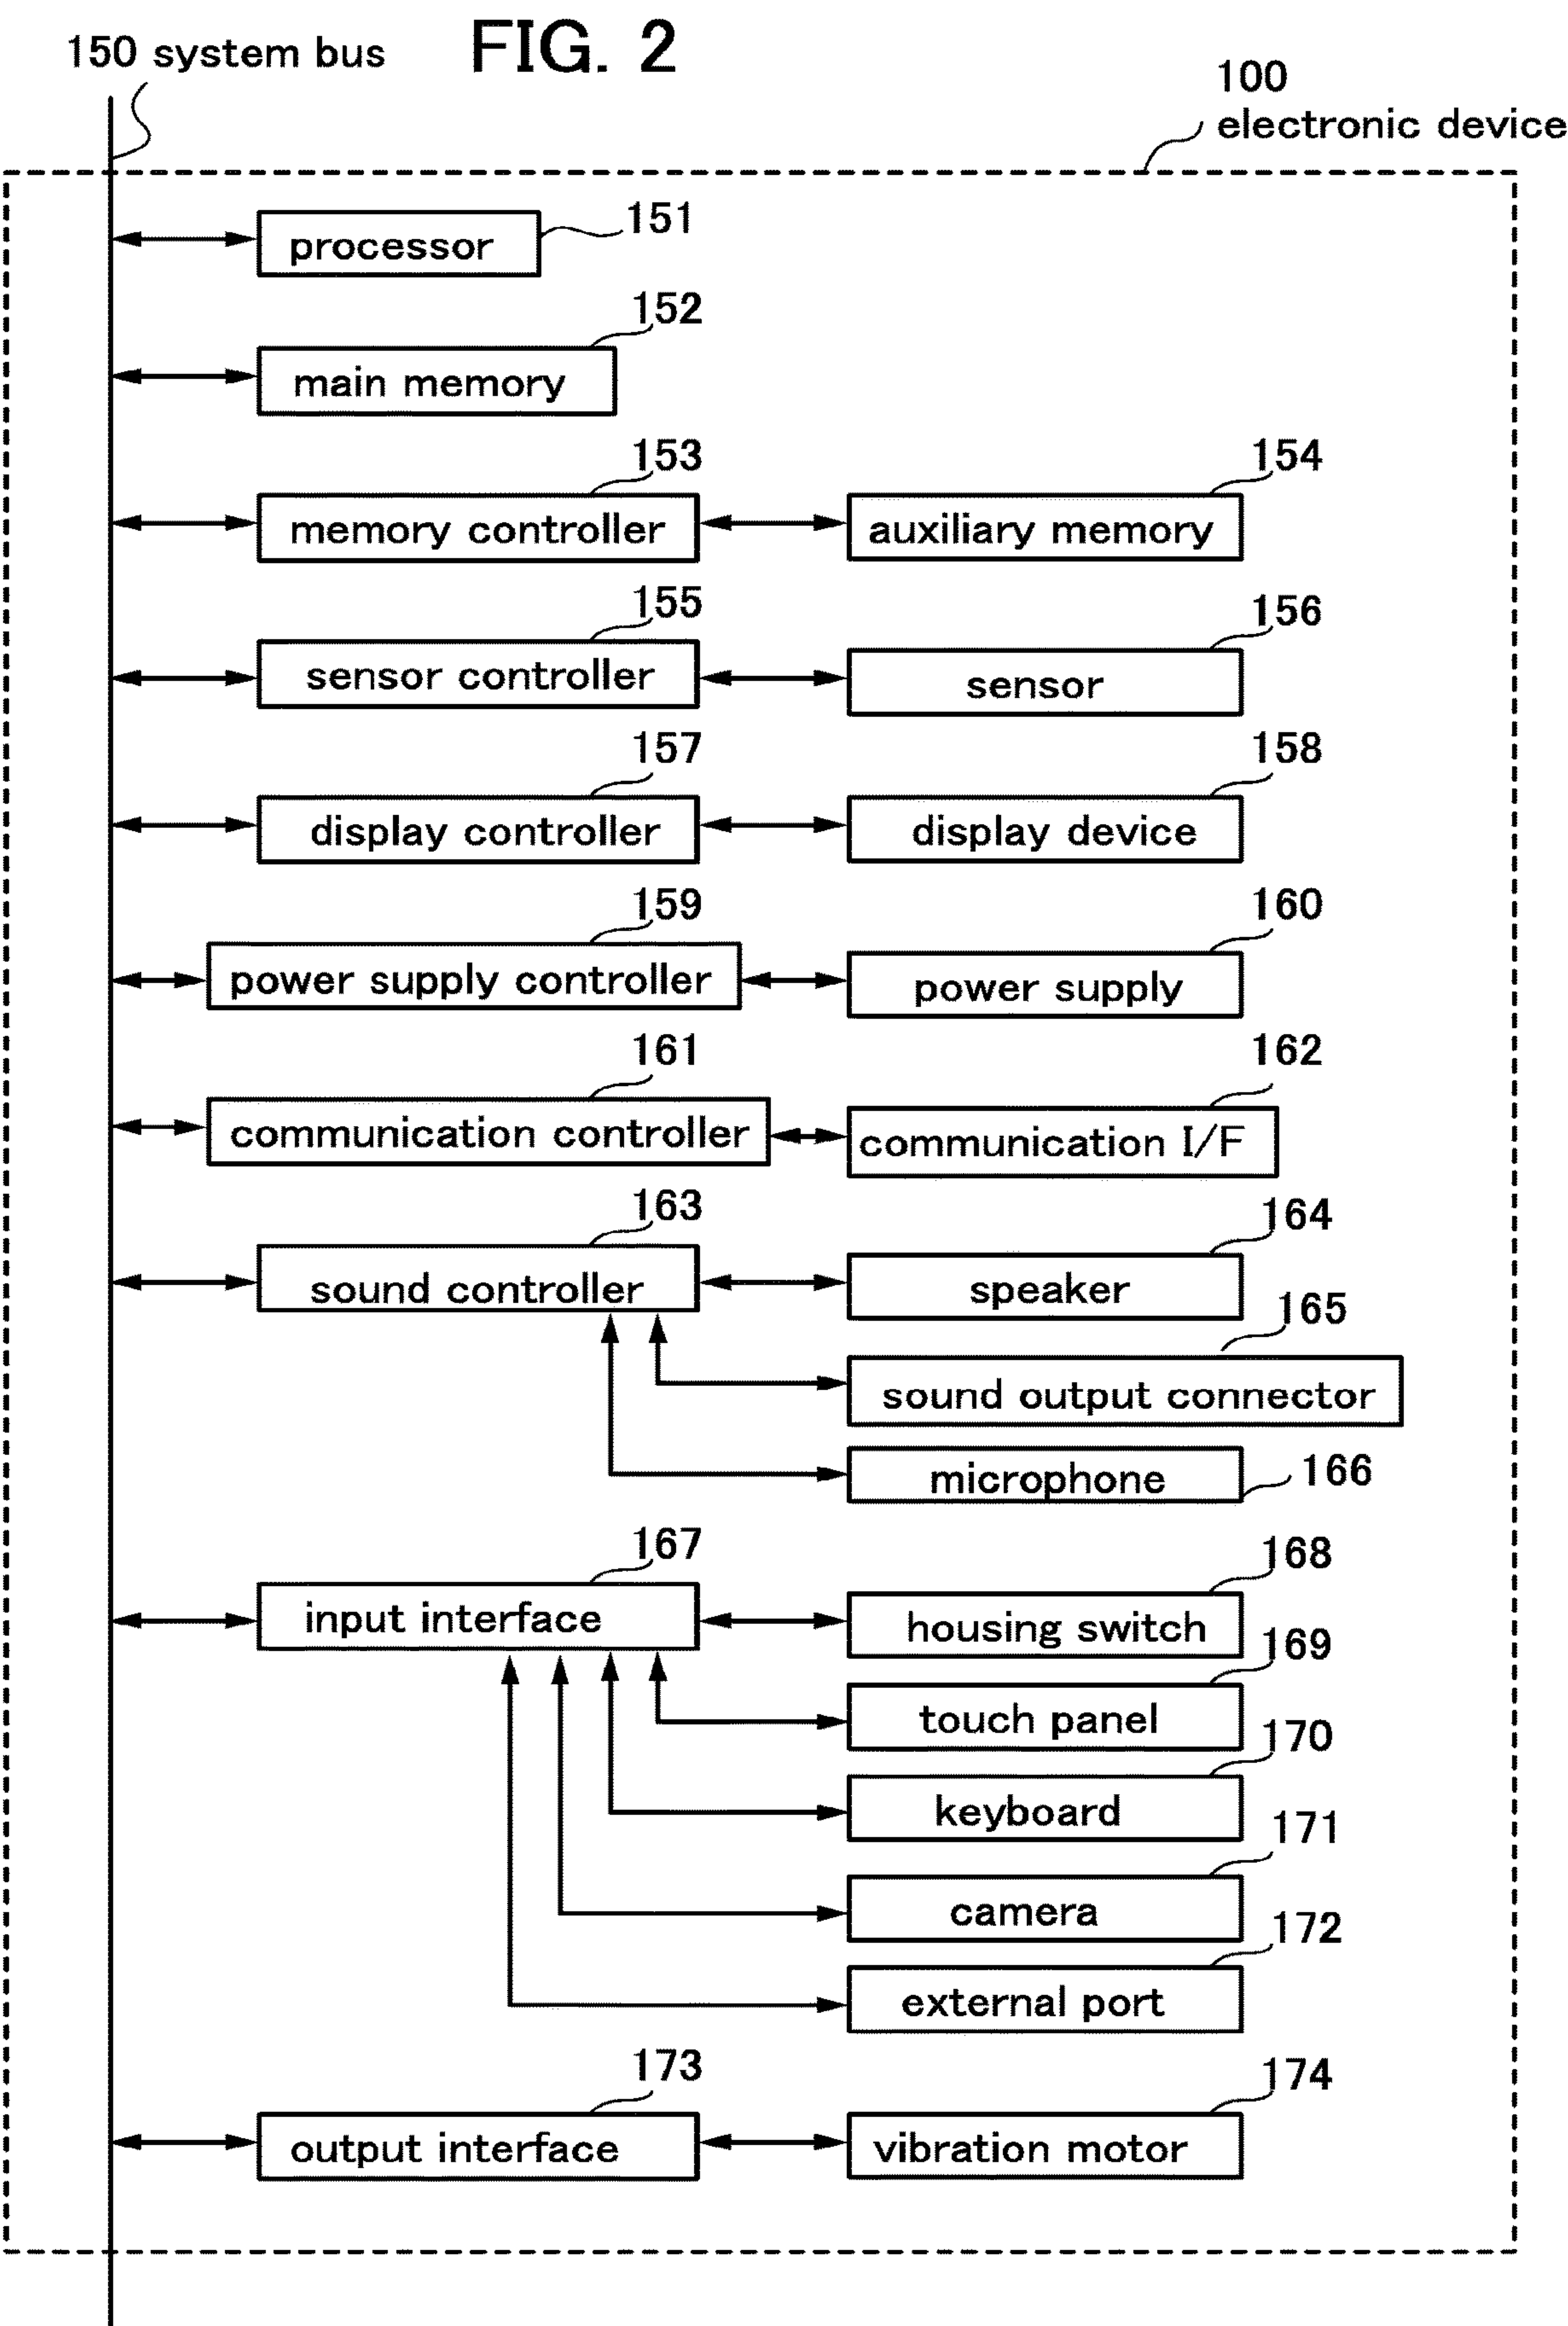 150 system bus
FIG. 2
100
electronic device
151
processor
152
main memory
153
154
memory controller
auxiliary memory
155
156
sensor controller
sensor
157
158
display controller
display device
159
160
power supply controller
power supply
161
162
communication controller
communication I/F
163
164
sound controller
speaker
165
sound output connector
microphone
166
167
168
input interface
housing switch
169
touch panel
170
keyboard
171
camera
172
external port
173
174
output interface
vibration motor